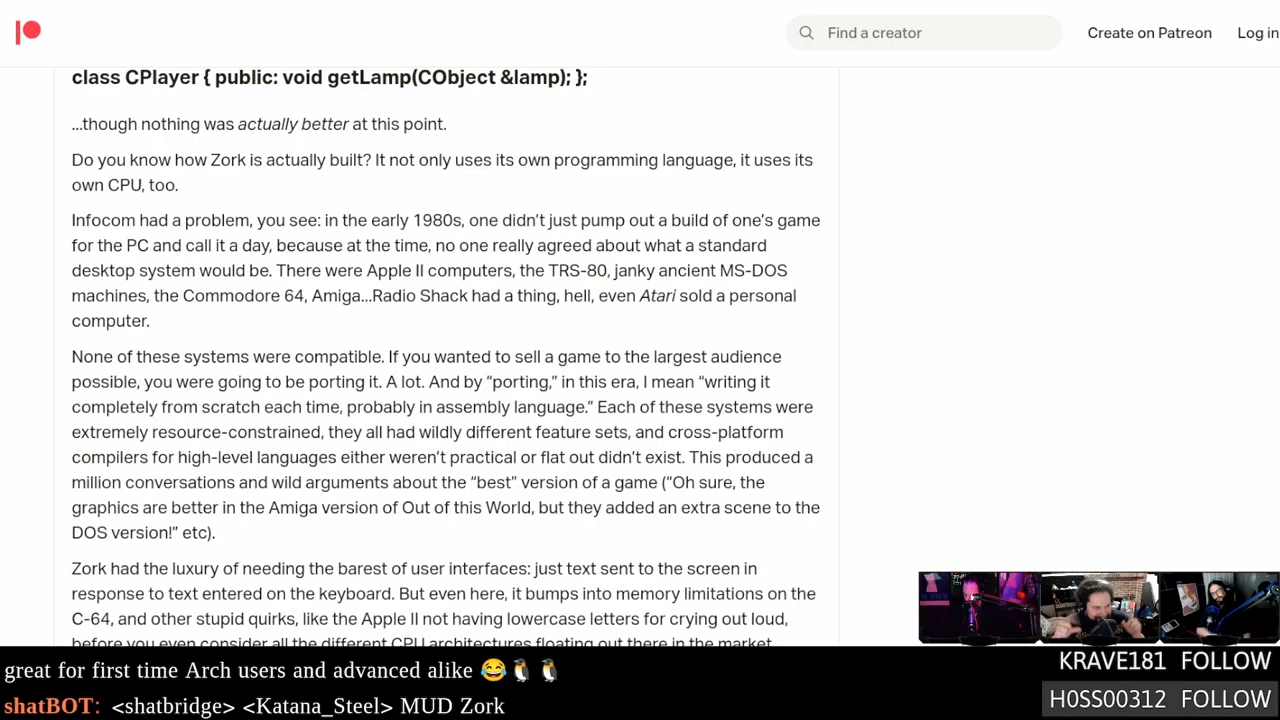 Find a creator
Create on Patreon
Log in
class CPlayer { public: void getLamp(CObject &lamp); };
...though nothing was actually better at this point.
Do you know how Zork is actually built? It not only uses its own programming language, it uses its
own CPU, too.
Infocom had a problem, you see: in the early 1980s, one didn’t just pump out a build of one’s game
for the PC and call it a day, because at the time, no one really agreed about what a standard
desktop system would be. There were Apple II computers, the TRS-80, janky ancient MS-DOS
machines, the Commodore 64, Amiga...Radio Shack had a thing, hell, even Atari sold a personal
computer.
None of these systems were compatible. If you wanted to sell a game to the largest audience
possible, you were going to be porting it. A lot. And by “porting,” in this era, I mean “writing it
completely from scratch each time, probably in assembly language.” Each of these systems were
extremely resource-constrained, they all had wildly different feature sets, and cross-platform
compilers for high-level languages either weren’t practical or flat out didn’t exist. This produced a
million conversations and wild arguments about the “best” version of a game (“Oh sure, the
graphics are better in the Amiga version of Out of this World, but they added an extra scene to the
DOS version!” etc).
Zork had the luxury of needing the barest of user interfaces: just text sent to the screen in
response to text entered on the keyboard. But even here, it bumps into memory limitations on the
C-64, and other stupid quirks, like the Apple II not having lowercase letters for crying out loud,
before you even consider all the different CPU architectures floating out there in the market.
great for first time Arch users and advanced alike 😂🐧🐧
shatBOT: <shatbridge> <Katana_Steel> MUD Zork
KRAVE181 FOLLOW
H0SS00312 FOLLOW